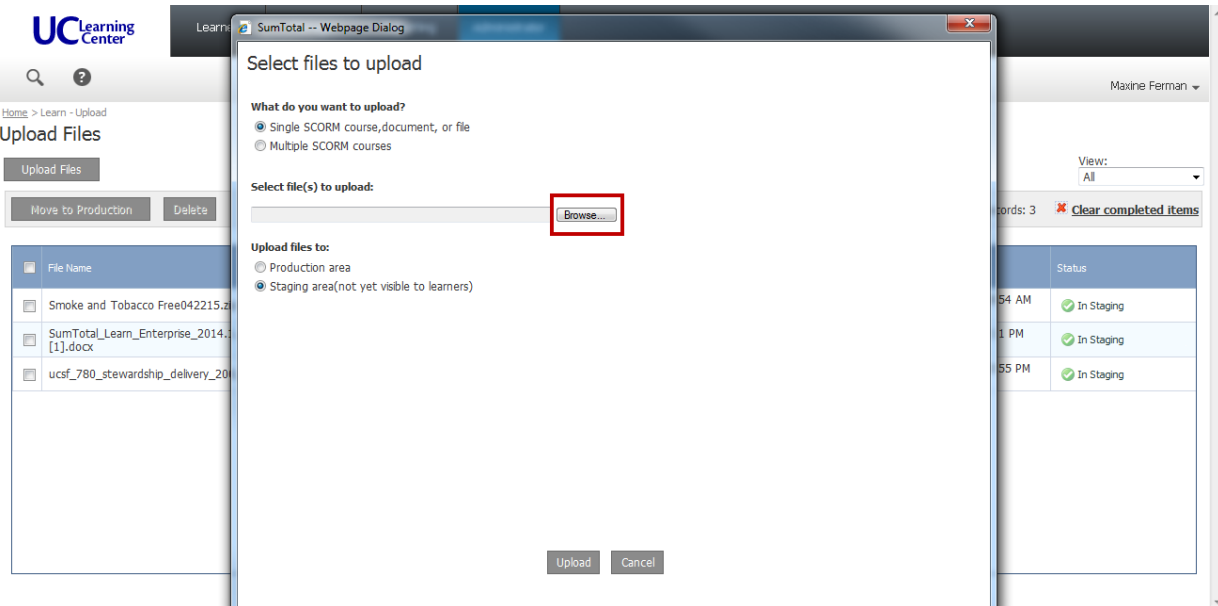 UC Learning Center
Learn
SumTotal -- Webpage Dialog
Select files to upload
Maxine Ferman
Home > Learn - Upload
Upload Files
Upload Files
View:
All
Move to Production
Delete
cords: 3
Clear completed items
What do you want to upload?
Single SCORM course,document, or file
Multiple SCORM courses
Select file(s) to upload:
Browse...
Upload files to:
Production area
Staging area(not yet visible to learners)
File Name
Status
Smoke and Tobacco Free042215.z
54 AM
In Staging
SumTotal_Learn_Enterprise_2014.
[1].docx
1 PM
In Staging
ucsf_780_stewardship_delivery_20
55 PM
In Staging
Upload
Cancel